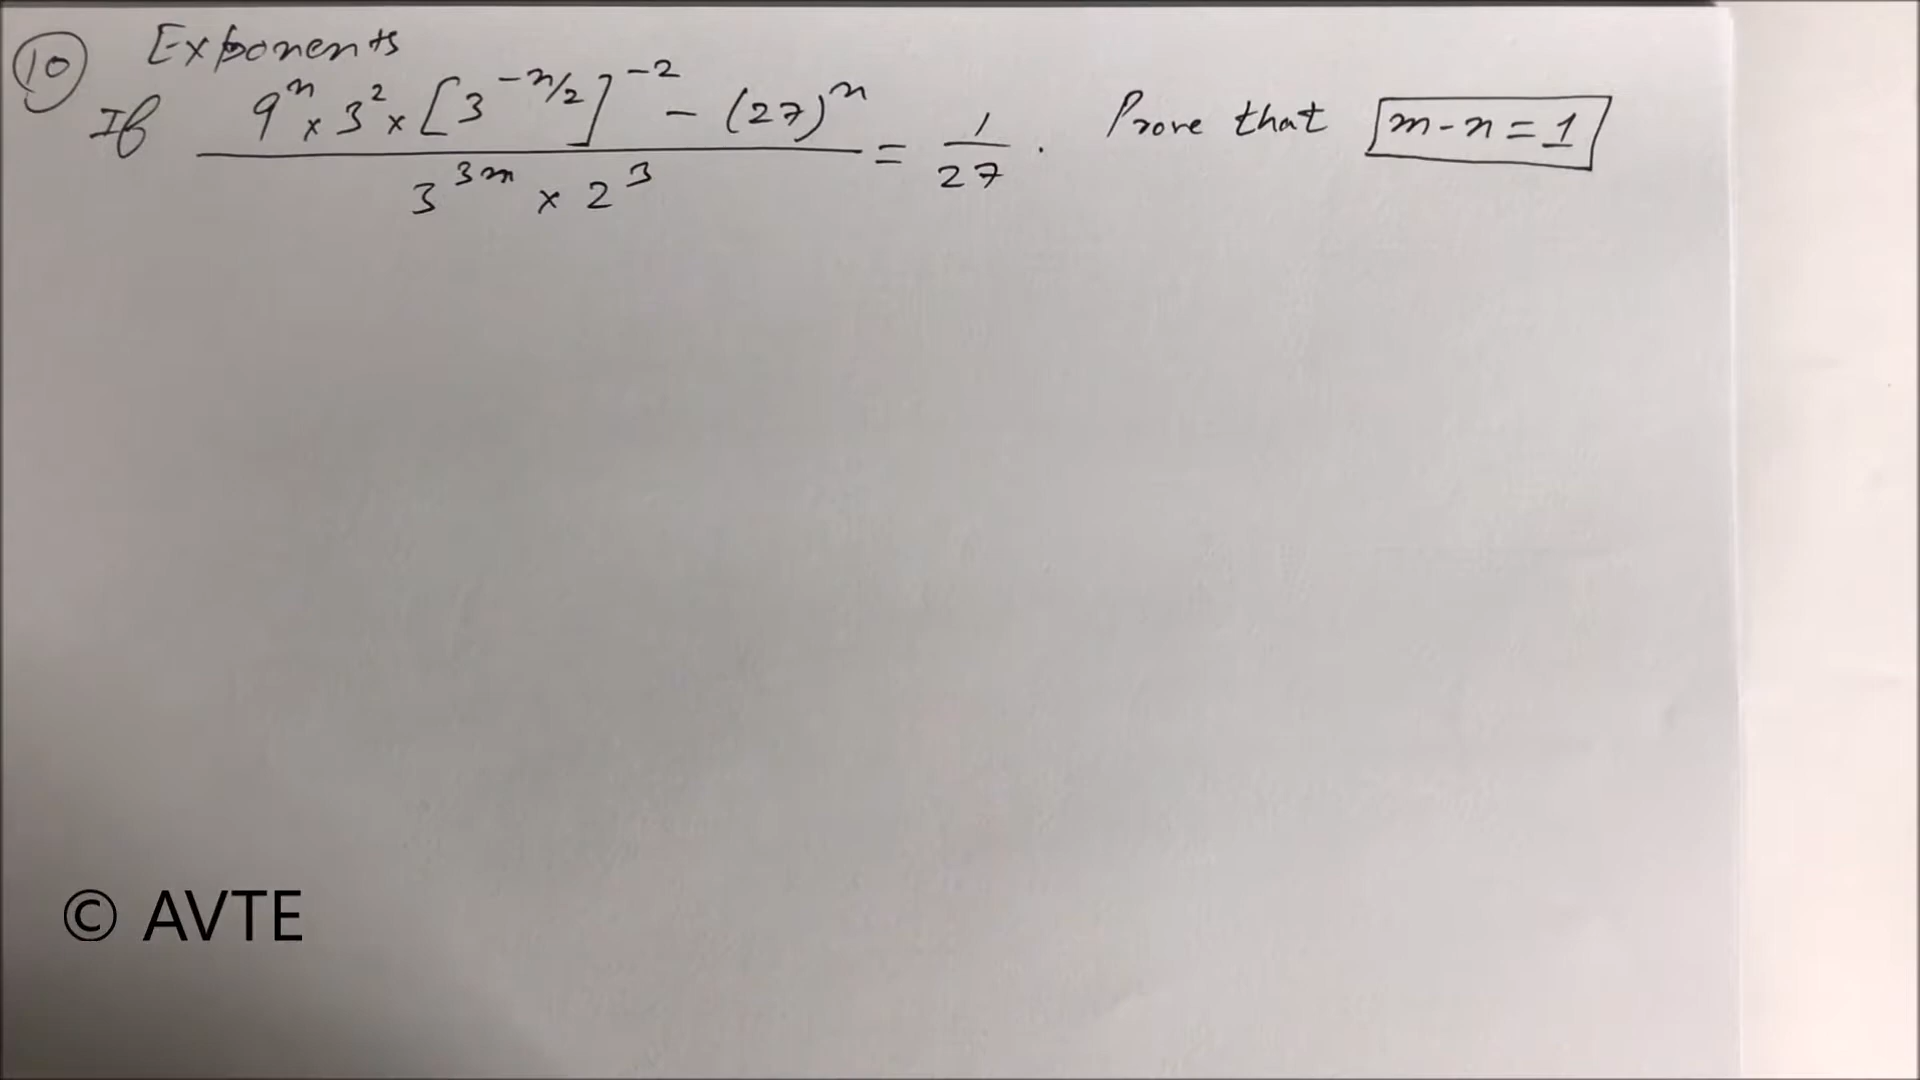 10 Exponents
If 9^n × 3^2 × [3^{-n/2}]^{-2} - (27)^n / 3^{3m} × 2^3 = 1/27 . Prove that m-n=1
© AVTE